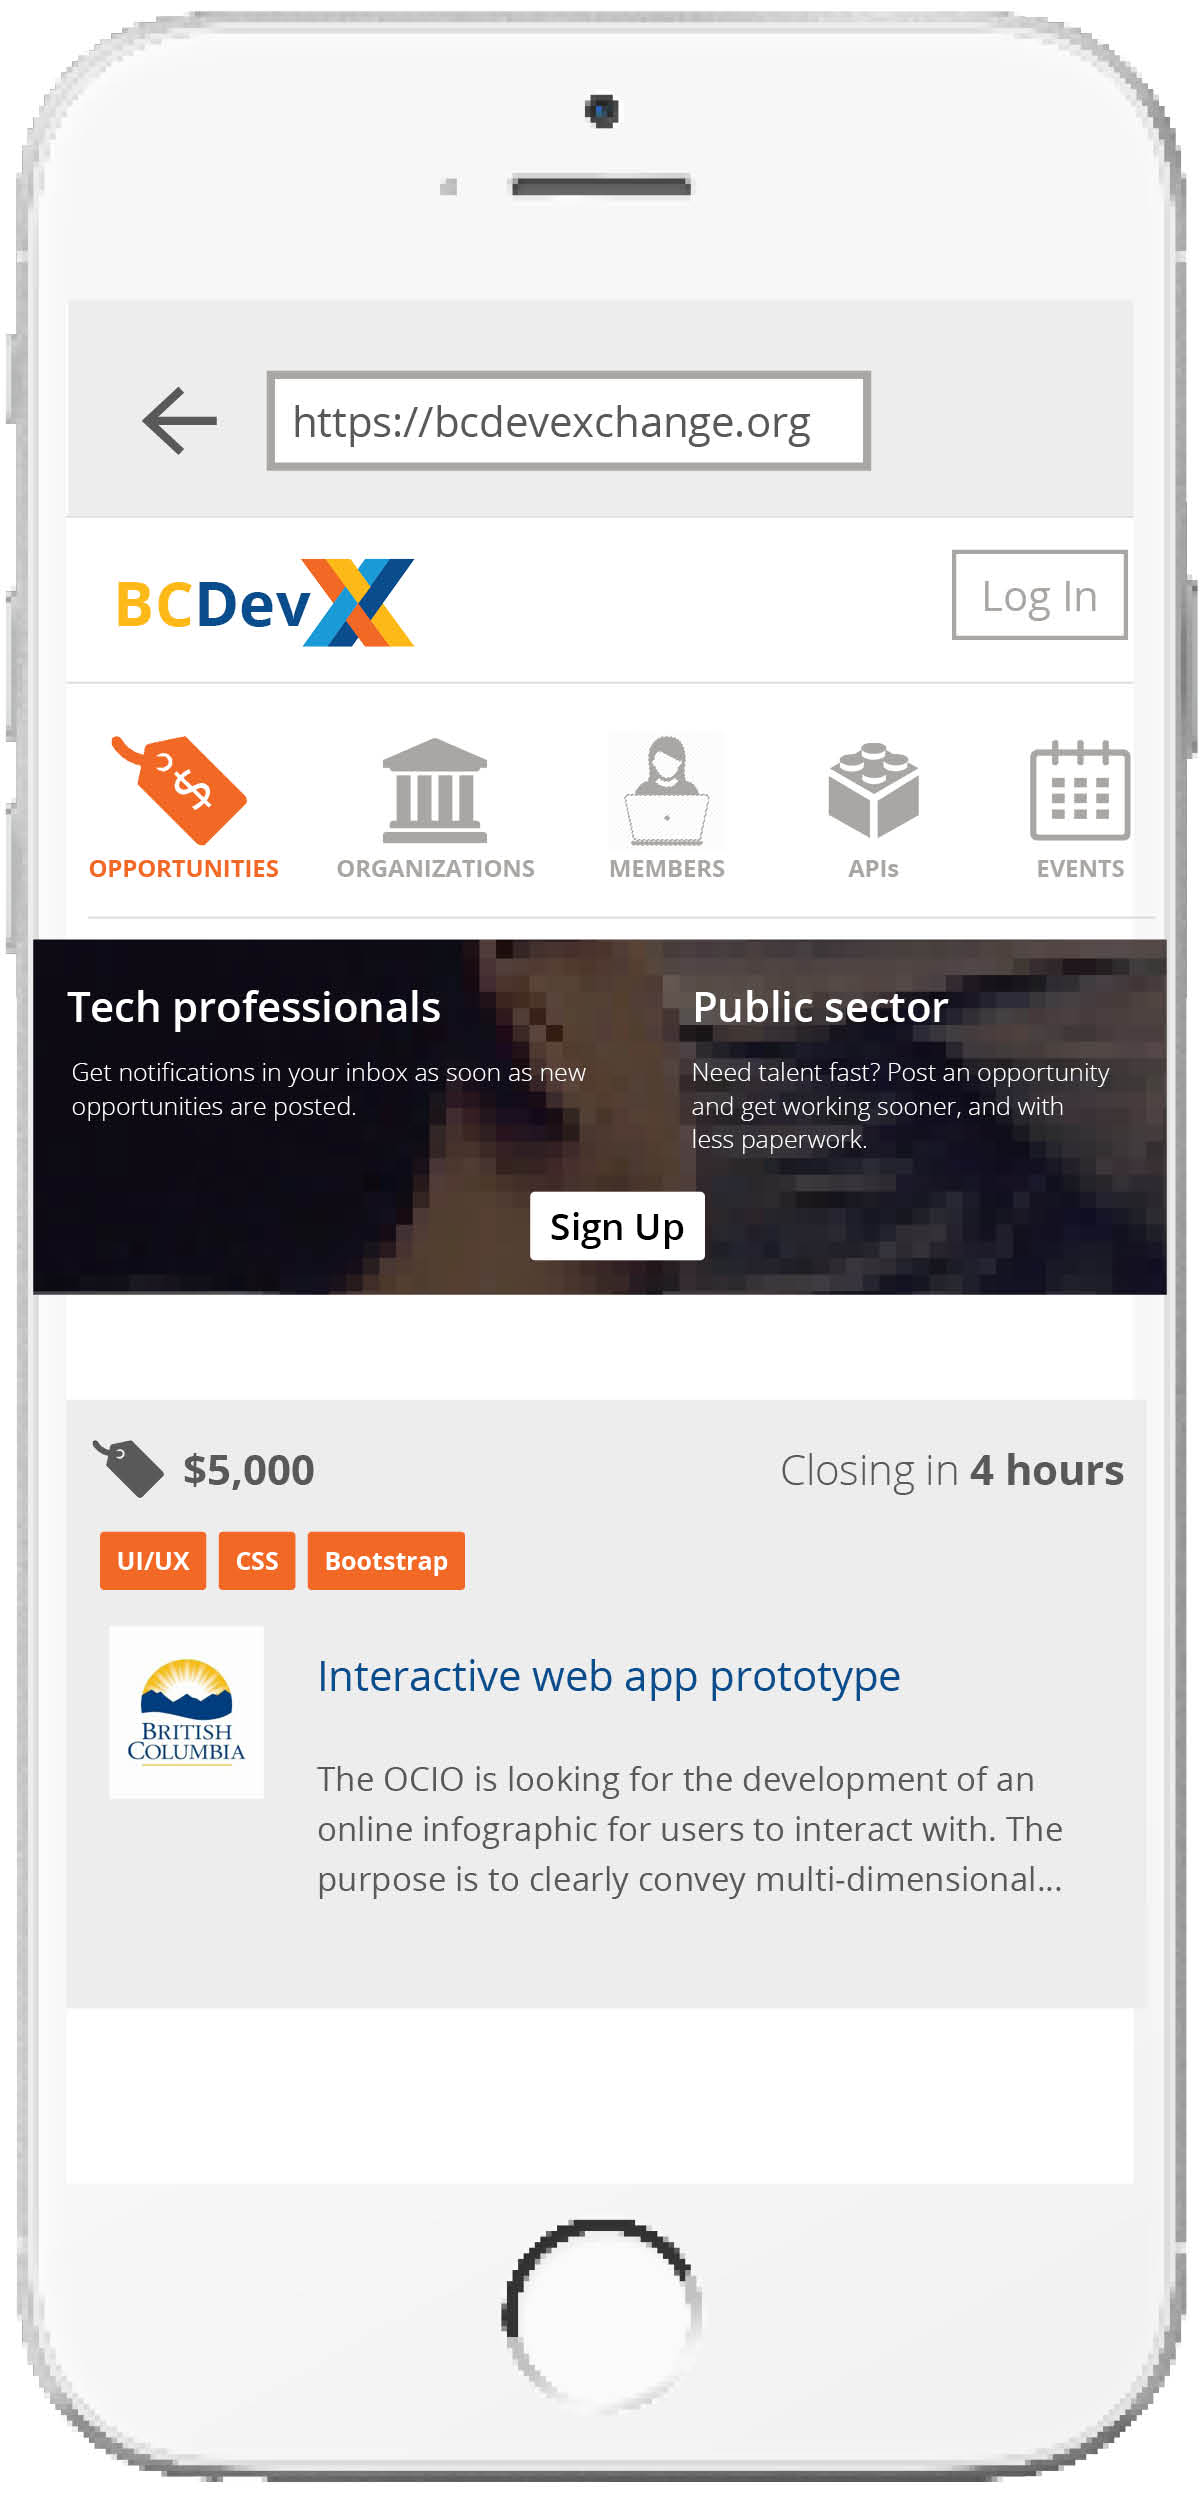 https://bcdevexchange.org
BCDevX
Log In
OPPORTUNITIES
ORGANIZATIONS
MEMBERS
APIs
EVENTS
Tech professionals
Get notifications in your inbox as soon as new
opportunities are posted.
Public sector
Need talent fast? Post an opportunity
and get working sooner, and with
less paperwork.
Sign Up
$5,000
Closing in 4 hours
UI/UX
CSS
Bootstrap
BRITISH
COLUMBIA
Interactive web app prototype
The OCIO is looking for the development of an
online infographic for users to interact with. The
purpose is to clearly convey multi-dimensional...